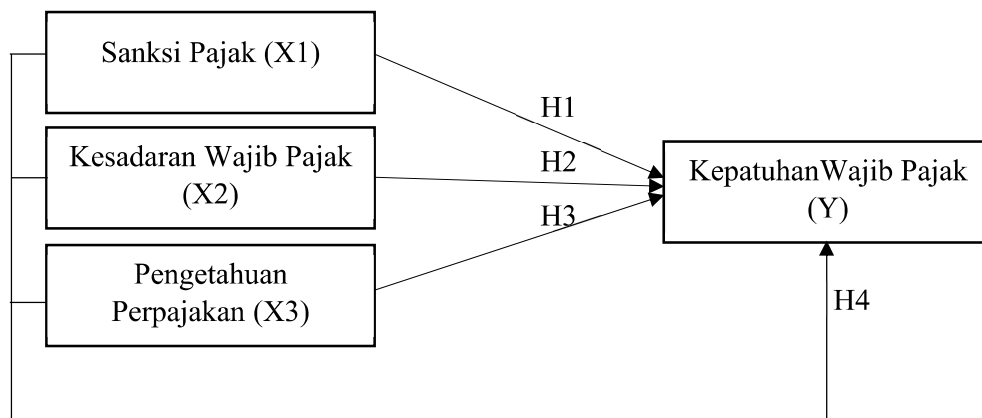 Sanksi Pajak (X1)
H1
Kesadaran Wajib Pajak
(X2)
H2
KepatuhanWajib Pajak
(Y)
H3
Pengetahuan
Perpajakan (X3)
H4